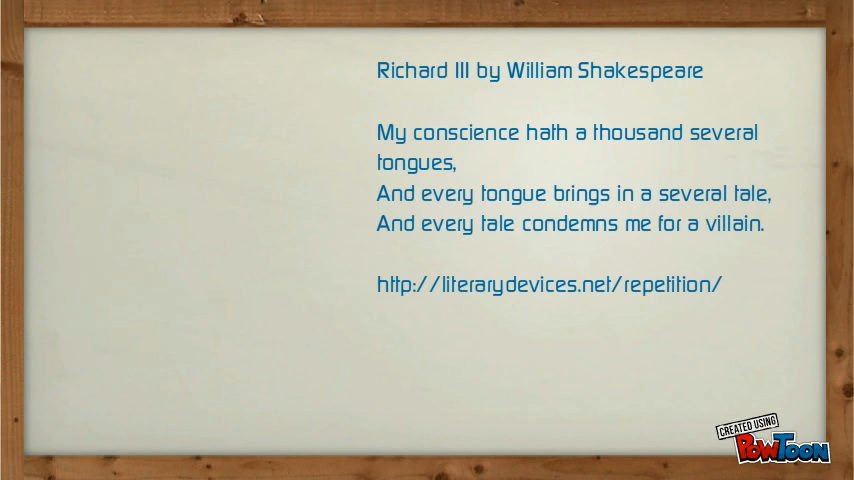 Richard III by William Shakespeare
My conscience hath a thousand several
tongues,
And every tongue brings in a several tale,
And every tale condemns me for a villain.
http://literarydevices.net/repetition/
CREATED USING
POWTOON